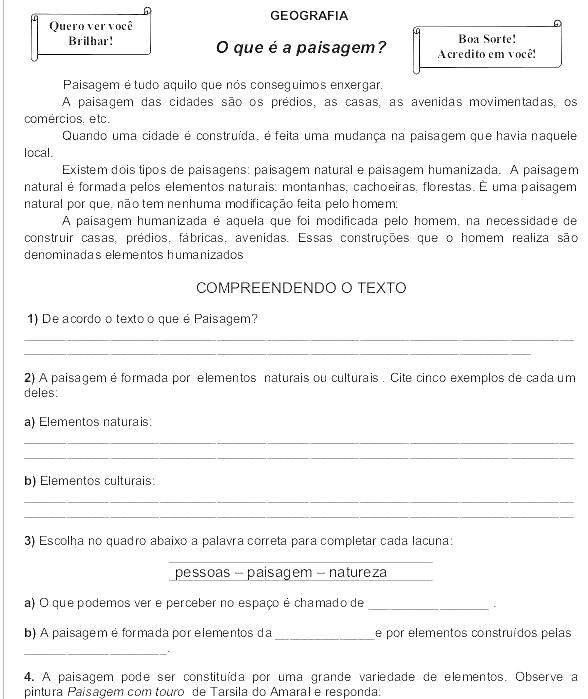 Quero ver você
Brilhar!
GEOGRAFIA
O que é a paisagem?
Boa Sorte!
Acredito em você!
Paisagem é tudo aquilo que nós conseguimos enxergar.
A paisagem das cidades são os prédios, as casas, as avenidas movimentadas, os
comércios, etc.
Quando uma cidade é construída, é feita uma mudança na paisagem que havia naquele
local.
Existem dois tipos de paisagens: paisagem natural e paisagem humanizada. A paisagem
natural é formada pelos elementos naturais: montanhas, cachoeiras, florestas. É uma paisagem
natural por que, não tem nenhuma modificação feita pelo homem;
A paisagem humanizada é aquela que foi modificada pelo homem, na necessidade de
construir casas, prédios, fábricas, avenidas. Essas construções que o homem realiza são
denominadas elementos humanizados
COMPREENDENDO O TEXTO
1) De acordo o texto o que é Paisagem?
2) A paisagem é formada por elementos naturais ou culturais . Cite cinco exemplos de cada um
deles:
a) Elementos naturais:
b) Elementos culturais:
3) Escolha no quadro abaixo a palavra correta para completar cada lacuna:
pessoas – paisagem – natureza
a) O que podemos ver e perceber no espaço é chamado de _________________ .
b) A paisagem é formada por elementos da ______________e por elementos construídos pelas
____________________.
4. A paisagem pode ser constituída por uma grande variedade de elementos. Observe a
pintura Paisagem com touro de Tarsila do Amaral e responda: